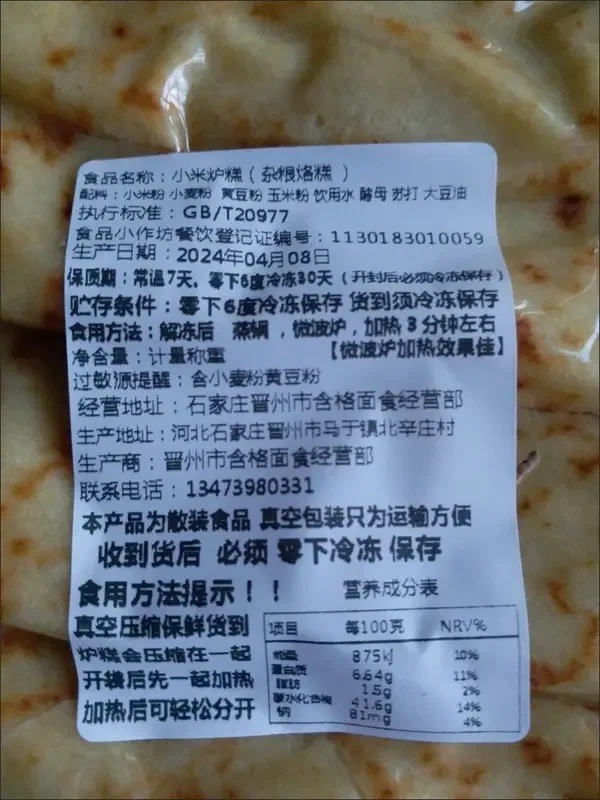 食品名称：小米炉糕（杂粮烙糕）
配料：小米粉 小麦粉 黄豆粉 玉米粉 饮用水 酵母 苏打 大豆油
执行标准：GB/T20977
食品小作坊餐饮登记证编号：1130183010059
生产日期：2024年04月08日
保质期：常温7天，零下6度冷冻30天（开封后必须冷冻保存）
贮存条件：零下6度冷冻保存 货到须冷冻保存
食用方法：解冻后 蒸锅，微波炉，加热3分钟左右
净含量：计量称重 【微波炉加热效果佳】
过敏源提醒：含小麦粉黄豆粉
经营地址：石家庄晋州市含格面食经营部
生产地址：河北石家庄晋州市马于镇北辛庄村
生产商：晋州市含格面食经营部
联系电话：13473980331
本产品为散装食品 真空包装只为运输方便
收到货后 必须 零下冷冻 保存
食用方法提示！！
真空压缩保鲜货到
炉糕会压缩在一起
开袋后先一起加热
加热后可轻松分开
营养成分表
项目 每100克 NRV%
能量 875kj 10%
蛋白质 6.64g 11%
脂肪 1.5g 2%
碳水化合物 41.6g 14%
钠 81mg 4%